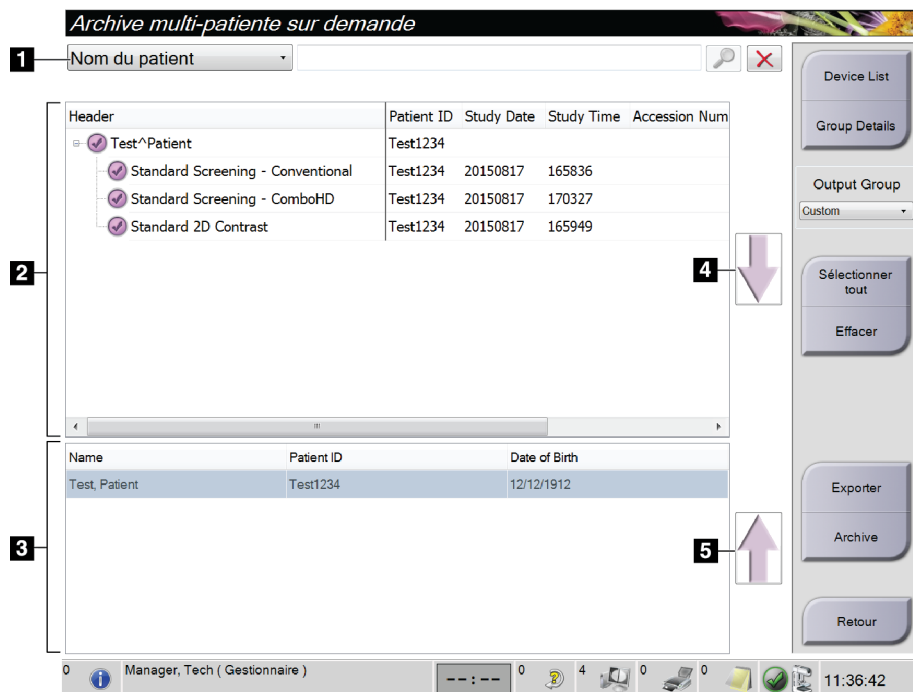 Archive multi-patiente sur demande
1 Nom du patient
Device List
Group Details
Output Group
Custom
Sélectionner tout
Effacer
Exporter
Archive
Retour
2
Header Patient ID Study Date Study Time Accession Num
Test^Patient Test1234
Standard Screening - Conventional Test1234 20150817 165836
Standard Screening - ComboHD Test1234 20150817 170327
Standard 2D Contrast Test1234 20150817 165949
4
3
Name Patient ID Date of Birth
Test, Patient Test1234 12/12/1912
5
0 Manager, Tech ( Gestionnaire ) --:-- 0 4 0 0 11:36:42